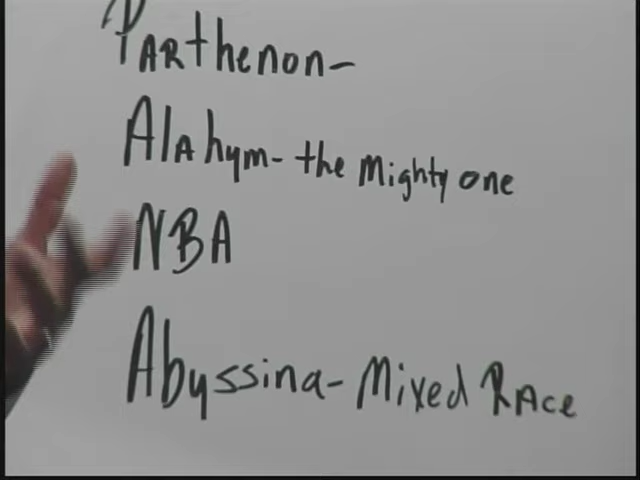 Parthenon-
Alahym- the Mighty one
NBA
Abyssina- Mixed Race